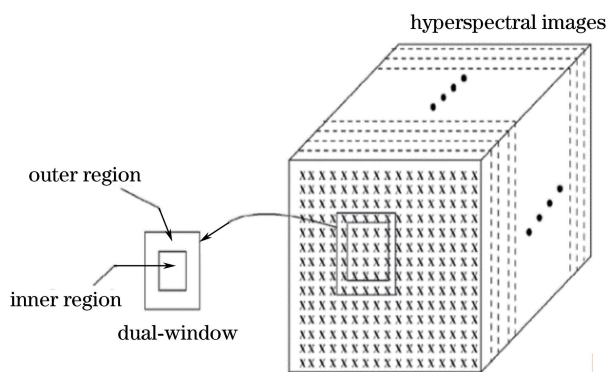 hyperspectral images
outer region
inner region
dual-window